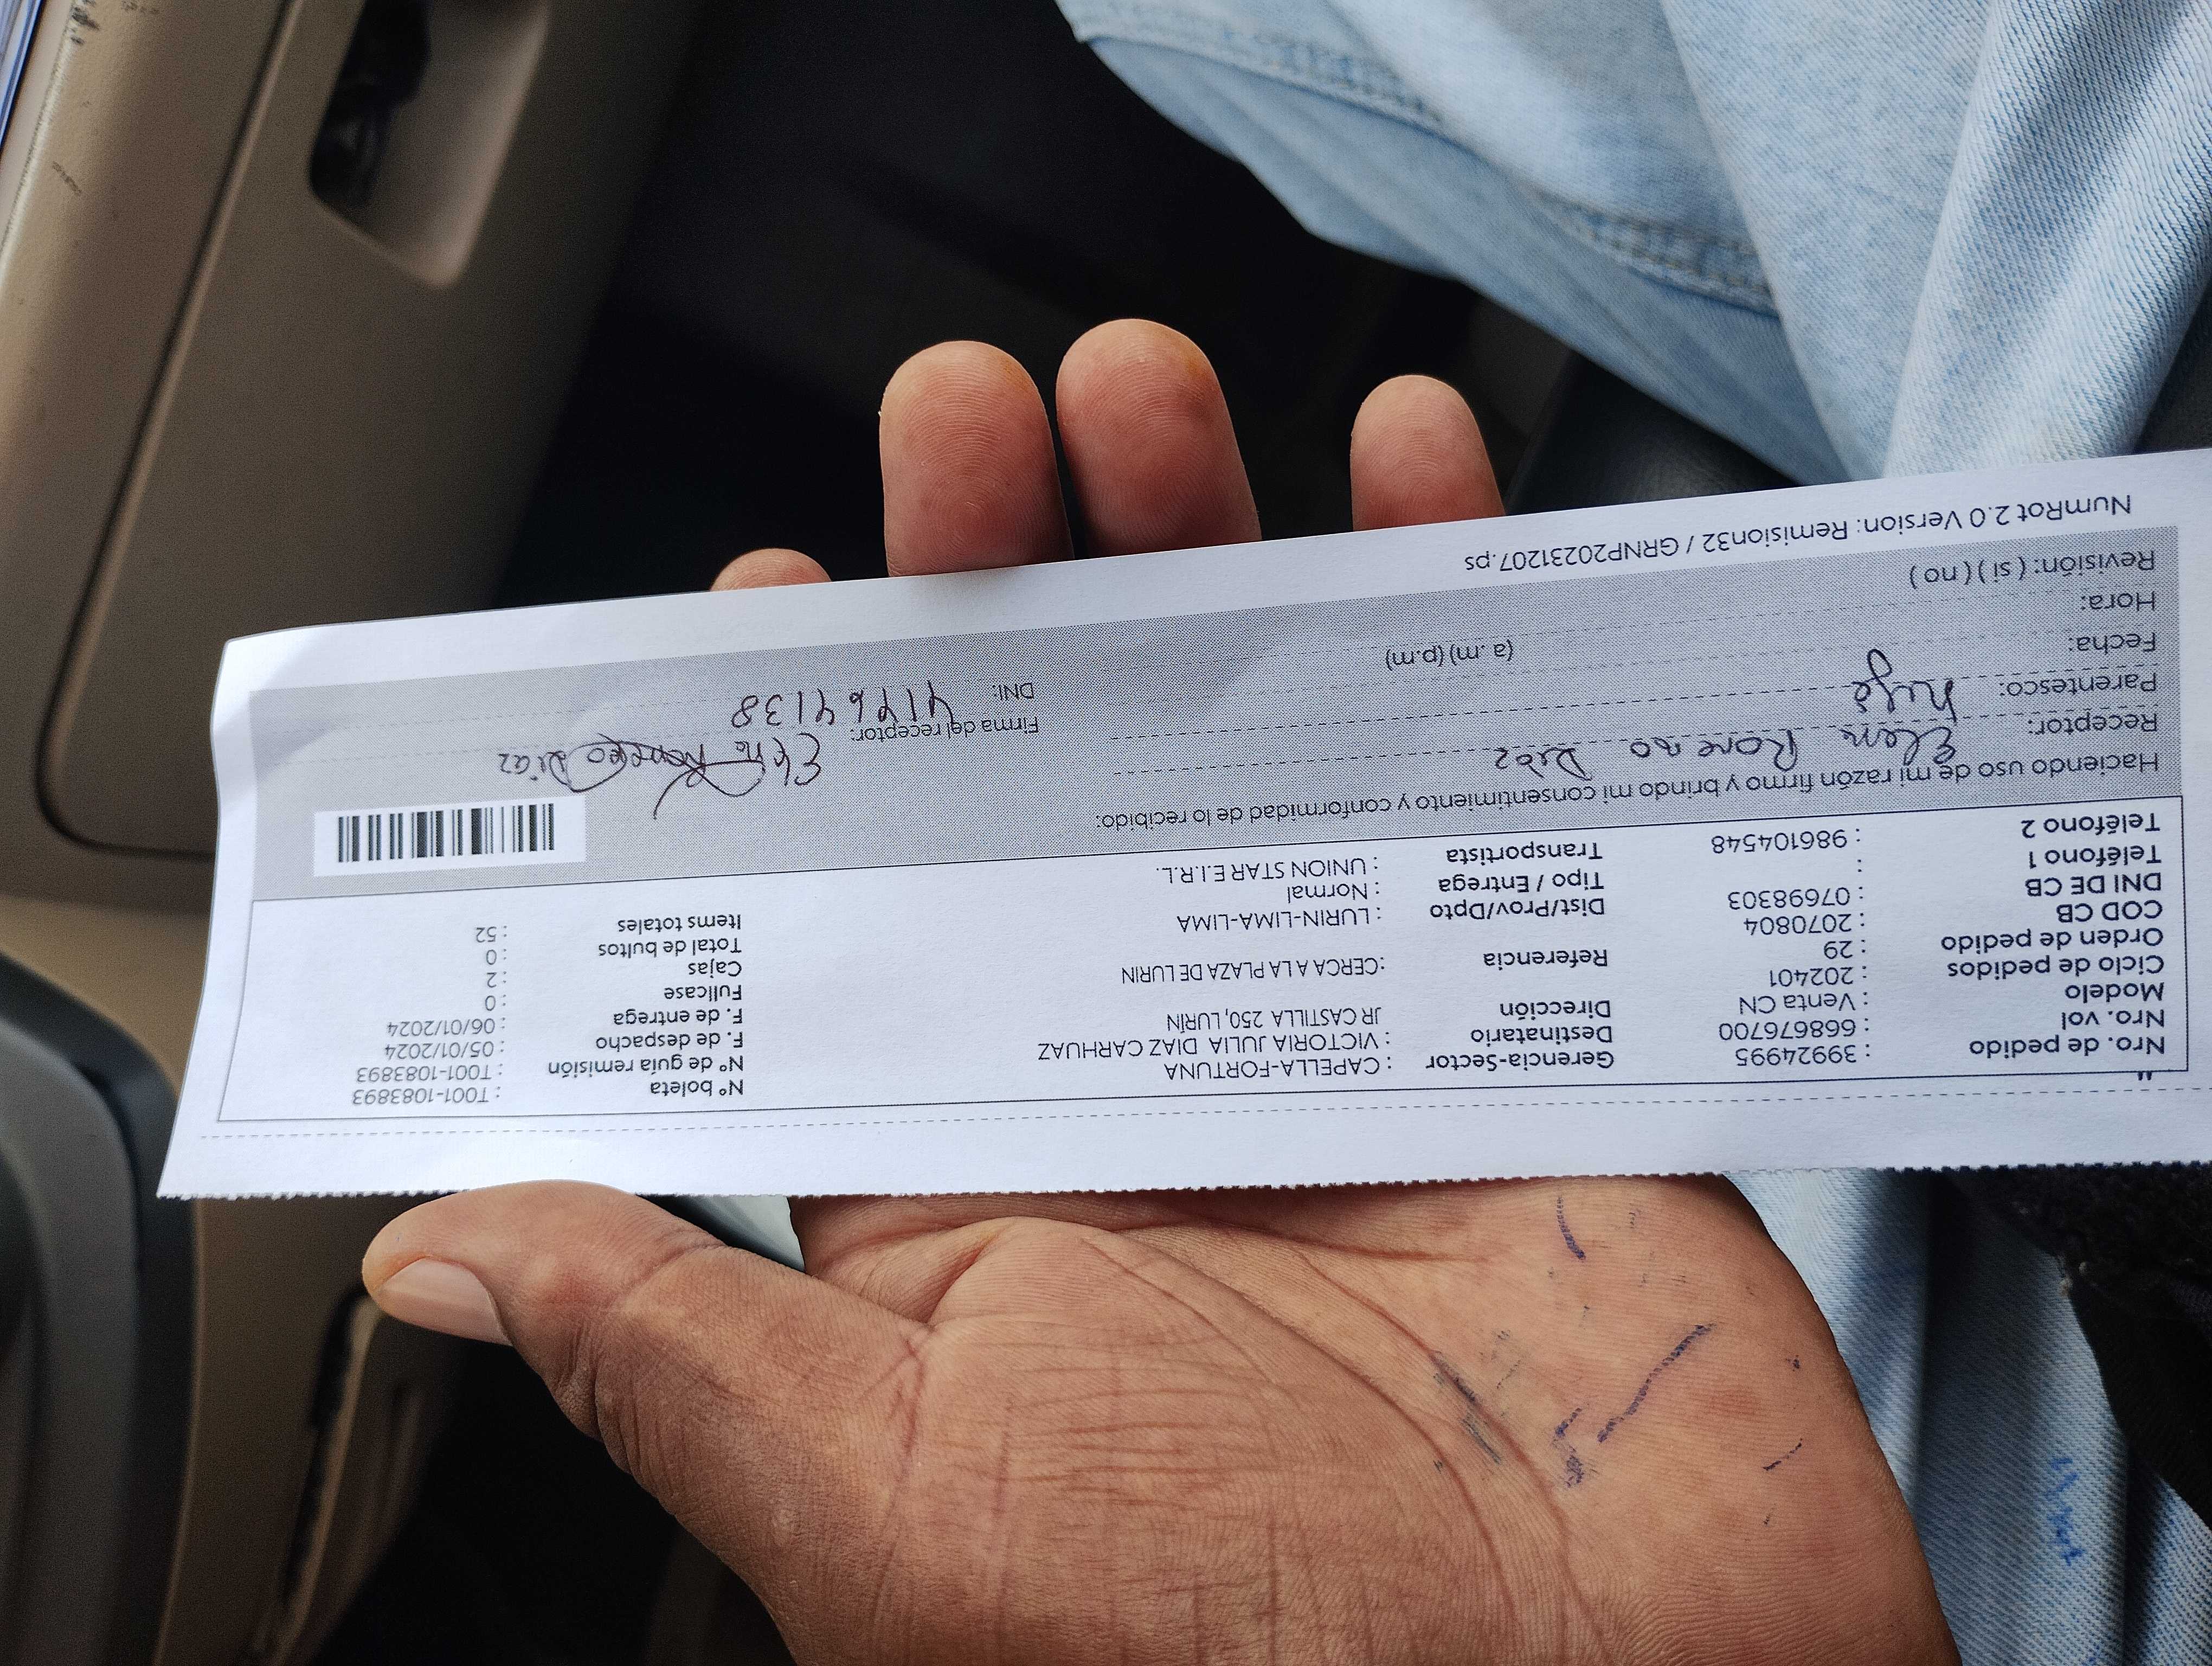 Nro. de pedido : 39924995
Nro. vol : 668676700
Modelo : Venta CN
Ciclo de pedidos : 202401
Orden de pedido : 29
COD CB : 2070804
DNI DE CB : 07698303
Teléfono 1 :
Teléfono 2 : 986104548
Gerencia-Sector : CAPELLA-FORTUNA
Destinatario : VICTORIA JULIA DIAZ CARHUAZ
Dirección JR CASTILLA 250, LURIN
Referencia :CERCA A LA PLAZA DE LURIN
Dist/Prov/Dpto : LURIN-LIMA-LIMA
Tipo / Entrega : Normal
Transportista : UNION STAR E.I.R.L.
N° boleta : T001-1083893
N° de guía remisión : T001-1083893
F. de despacho : 05/01/2024
F. de entrega : 06/01/2024
Fullcase : 0
Cajas : 2
Total de bultos : 0
Items totales : 52
Haciendo uso de mi razón firmo y brindo mi consentimiento y conformidad de lo recibido:
Receptor: Diaz
Parentesco:
Fecha:
Hora: (a .m) (p.m)
Revisión: ( si ) ( no )
Firma del receptor: Diaz
DNI:
NumRot 2.0 Version: Remision32 / GRNP20231207.ps